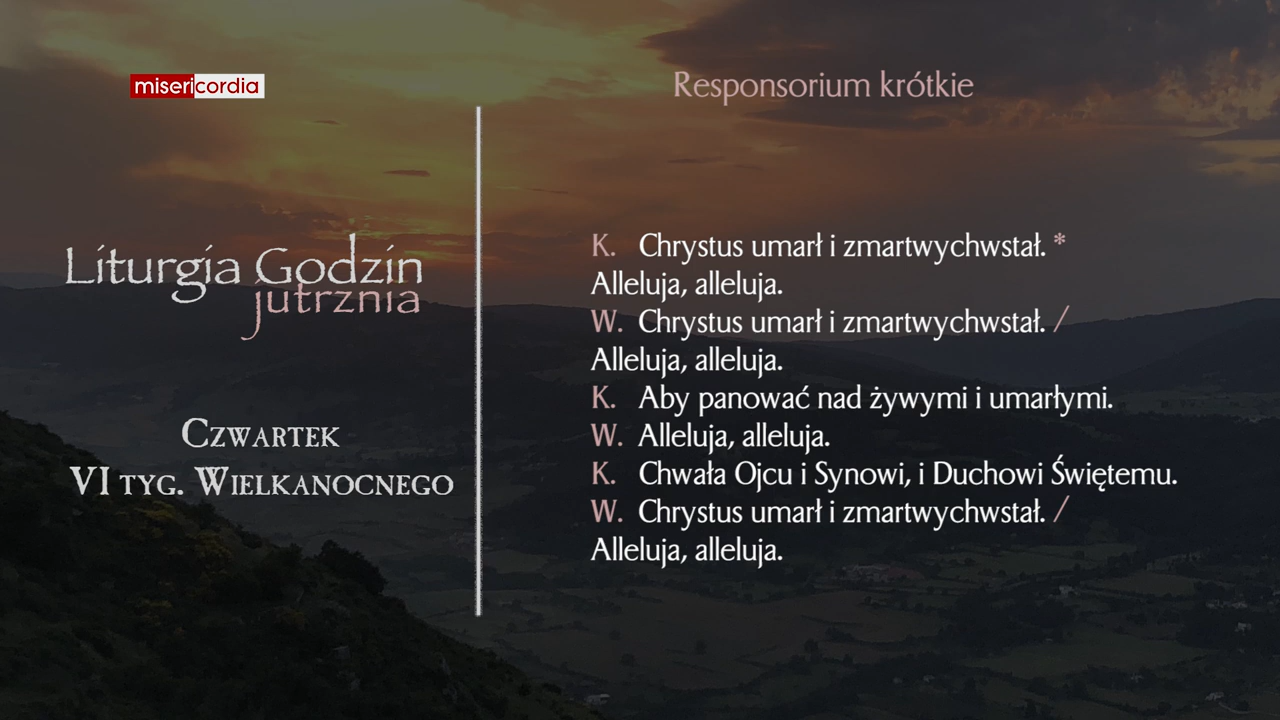 misericordia
Responsorium krótkie
Liturgia Godzin
jutrznia
Czwartek
VI tyg. Wielkanocnego
K. Chrystus umarł i zmartwychwstał. *
Alleluja, alleluja.
W. Chrystus umarł i zmartwychwstał. /
Alleluja, alleluja.
K. Aby panować nad żywymi i umarłymi.
W. Alleluja, alleluja.
K. Chwała Ojcu i Synowi, i Duchowi Świętemu.
W. Chrystus umarł i zmartwychwstał. /
Alleluja, alleluja.